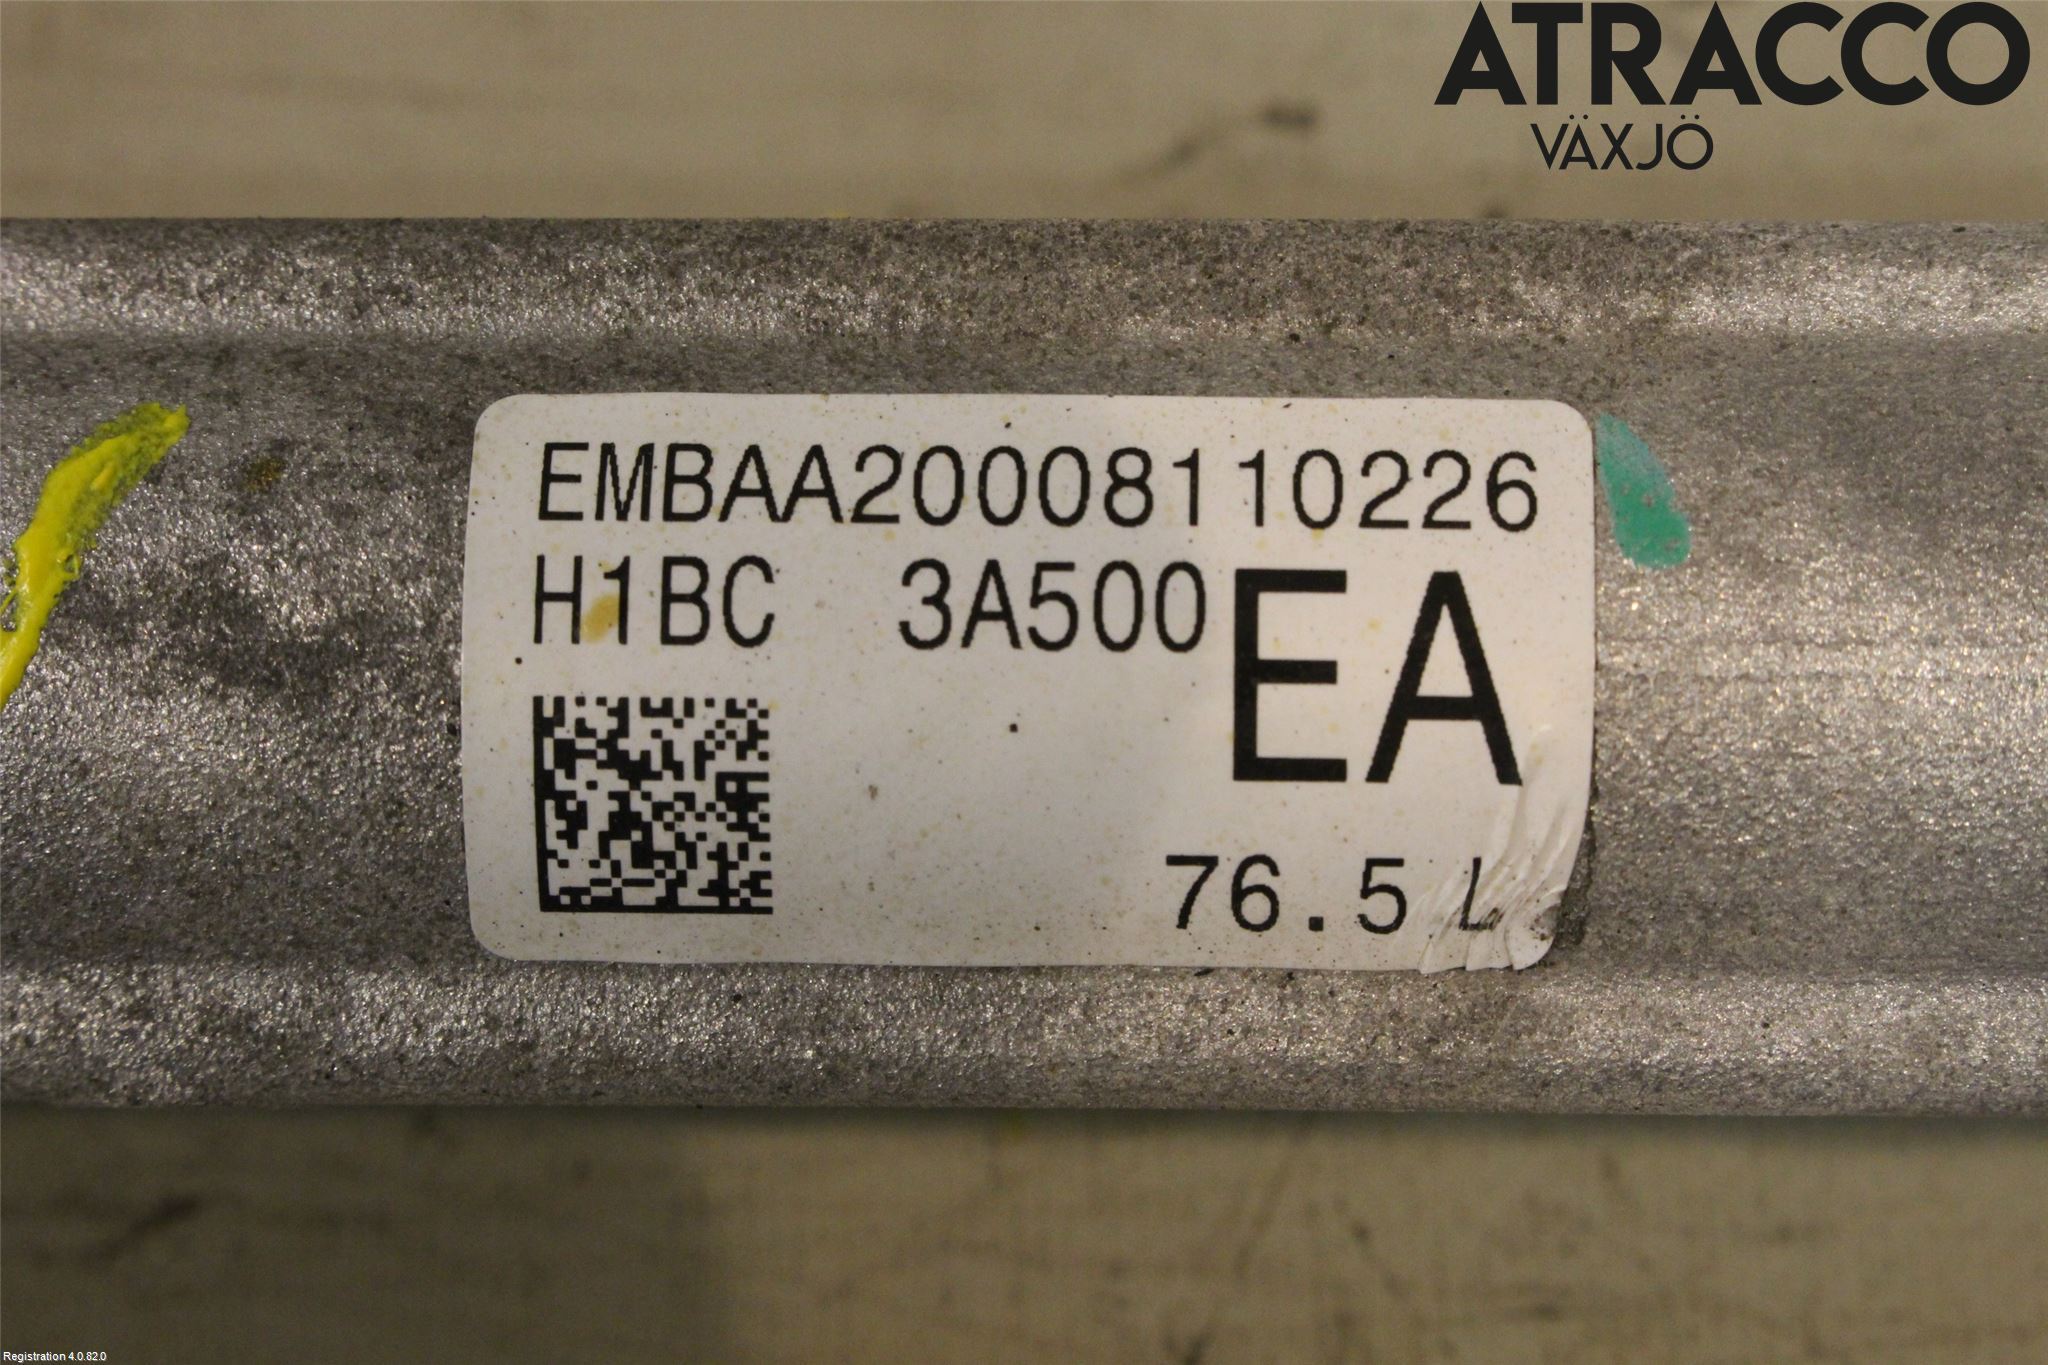 ATRACCO
VÄXJÖ
EMBAA20008110226
H1BC 3A500 EA
76.5 L
Registration 4.0.82.0